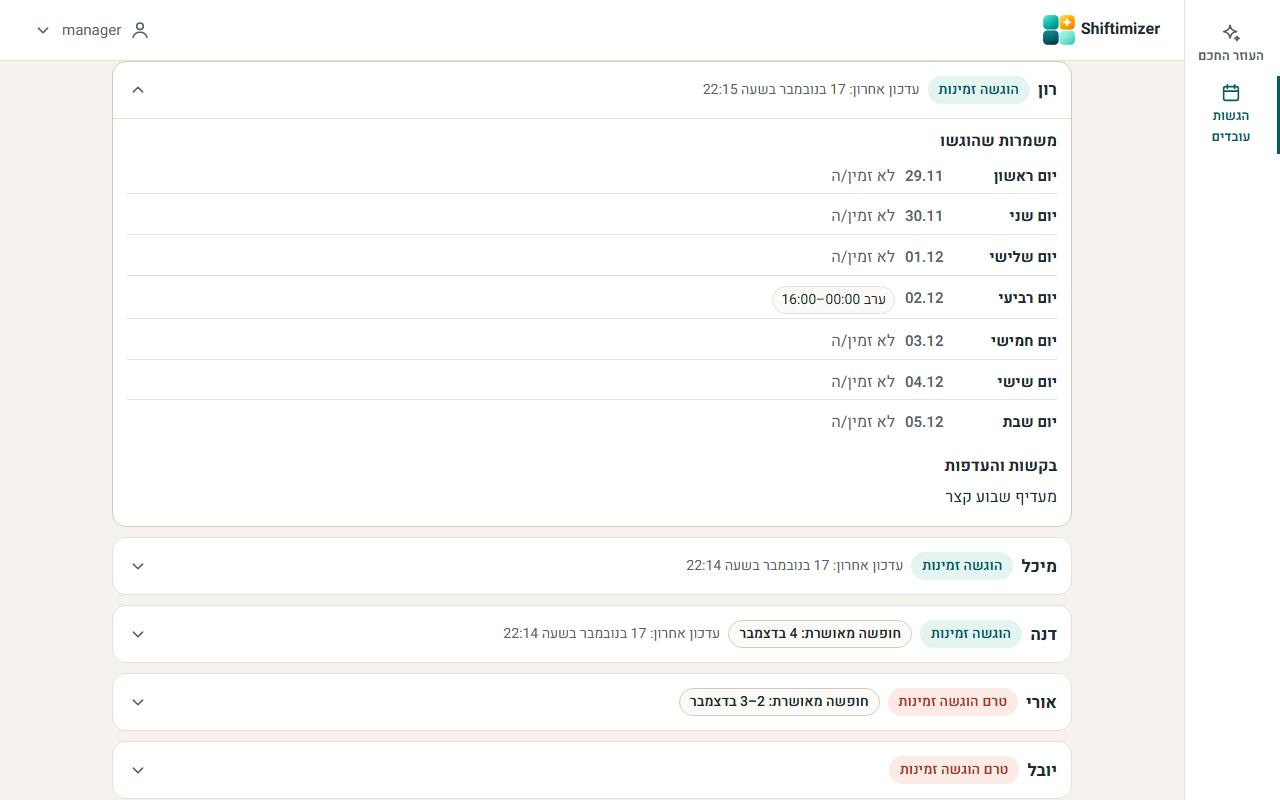 העוזר החכם
הגשות
עובדים
Shiftimizer
manager
רון הוגשה זמינות עדכון אחרון: 17 בנובמבר בשעה 22:15
משמרות שהוגשו
יום ראשון 29.11 לא זמין/ה
יום שני 30.11 לא זמין/ה
יום שלישי 01.12 לא זמין/ה
יום רביעי 02.12 ערב 16:00–00:00
יום חמישי 03.12 לא זמין/ה
יום שישי 04.12 לא זמין/ה
יום שבת 05.12 לא זמין/ה
בקשות והעדפות
מעדיף שבוע קצר
מיכל הוגשה זמינות עדכון אחרון: 17 בנובמבר בשעה 22:14
דנה הוגשה זמינות חופשה מאושרת: 4 בדצמבר עדכון אחרון: 17 בנובמבר בשעה 22:14
אורי טרם הוגשה זמינות חופשה מאושרת: 2–3 בדצמבר
יובל טרם הוגשה זמינות